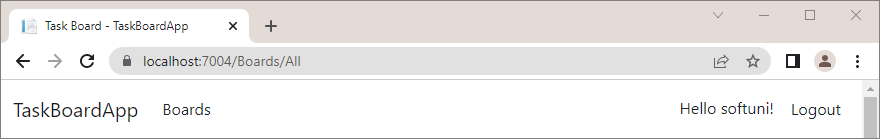 Task Board - TaskBoardApp
localhost:7004/Boards/All
TaskBoardApp Boards Hello softuni! Logout